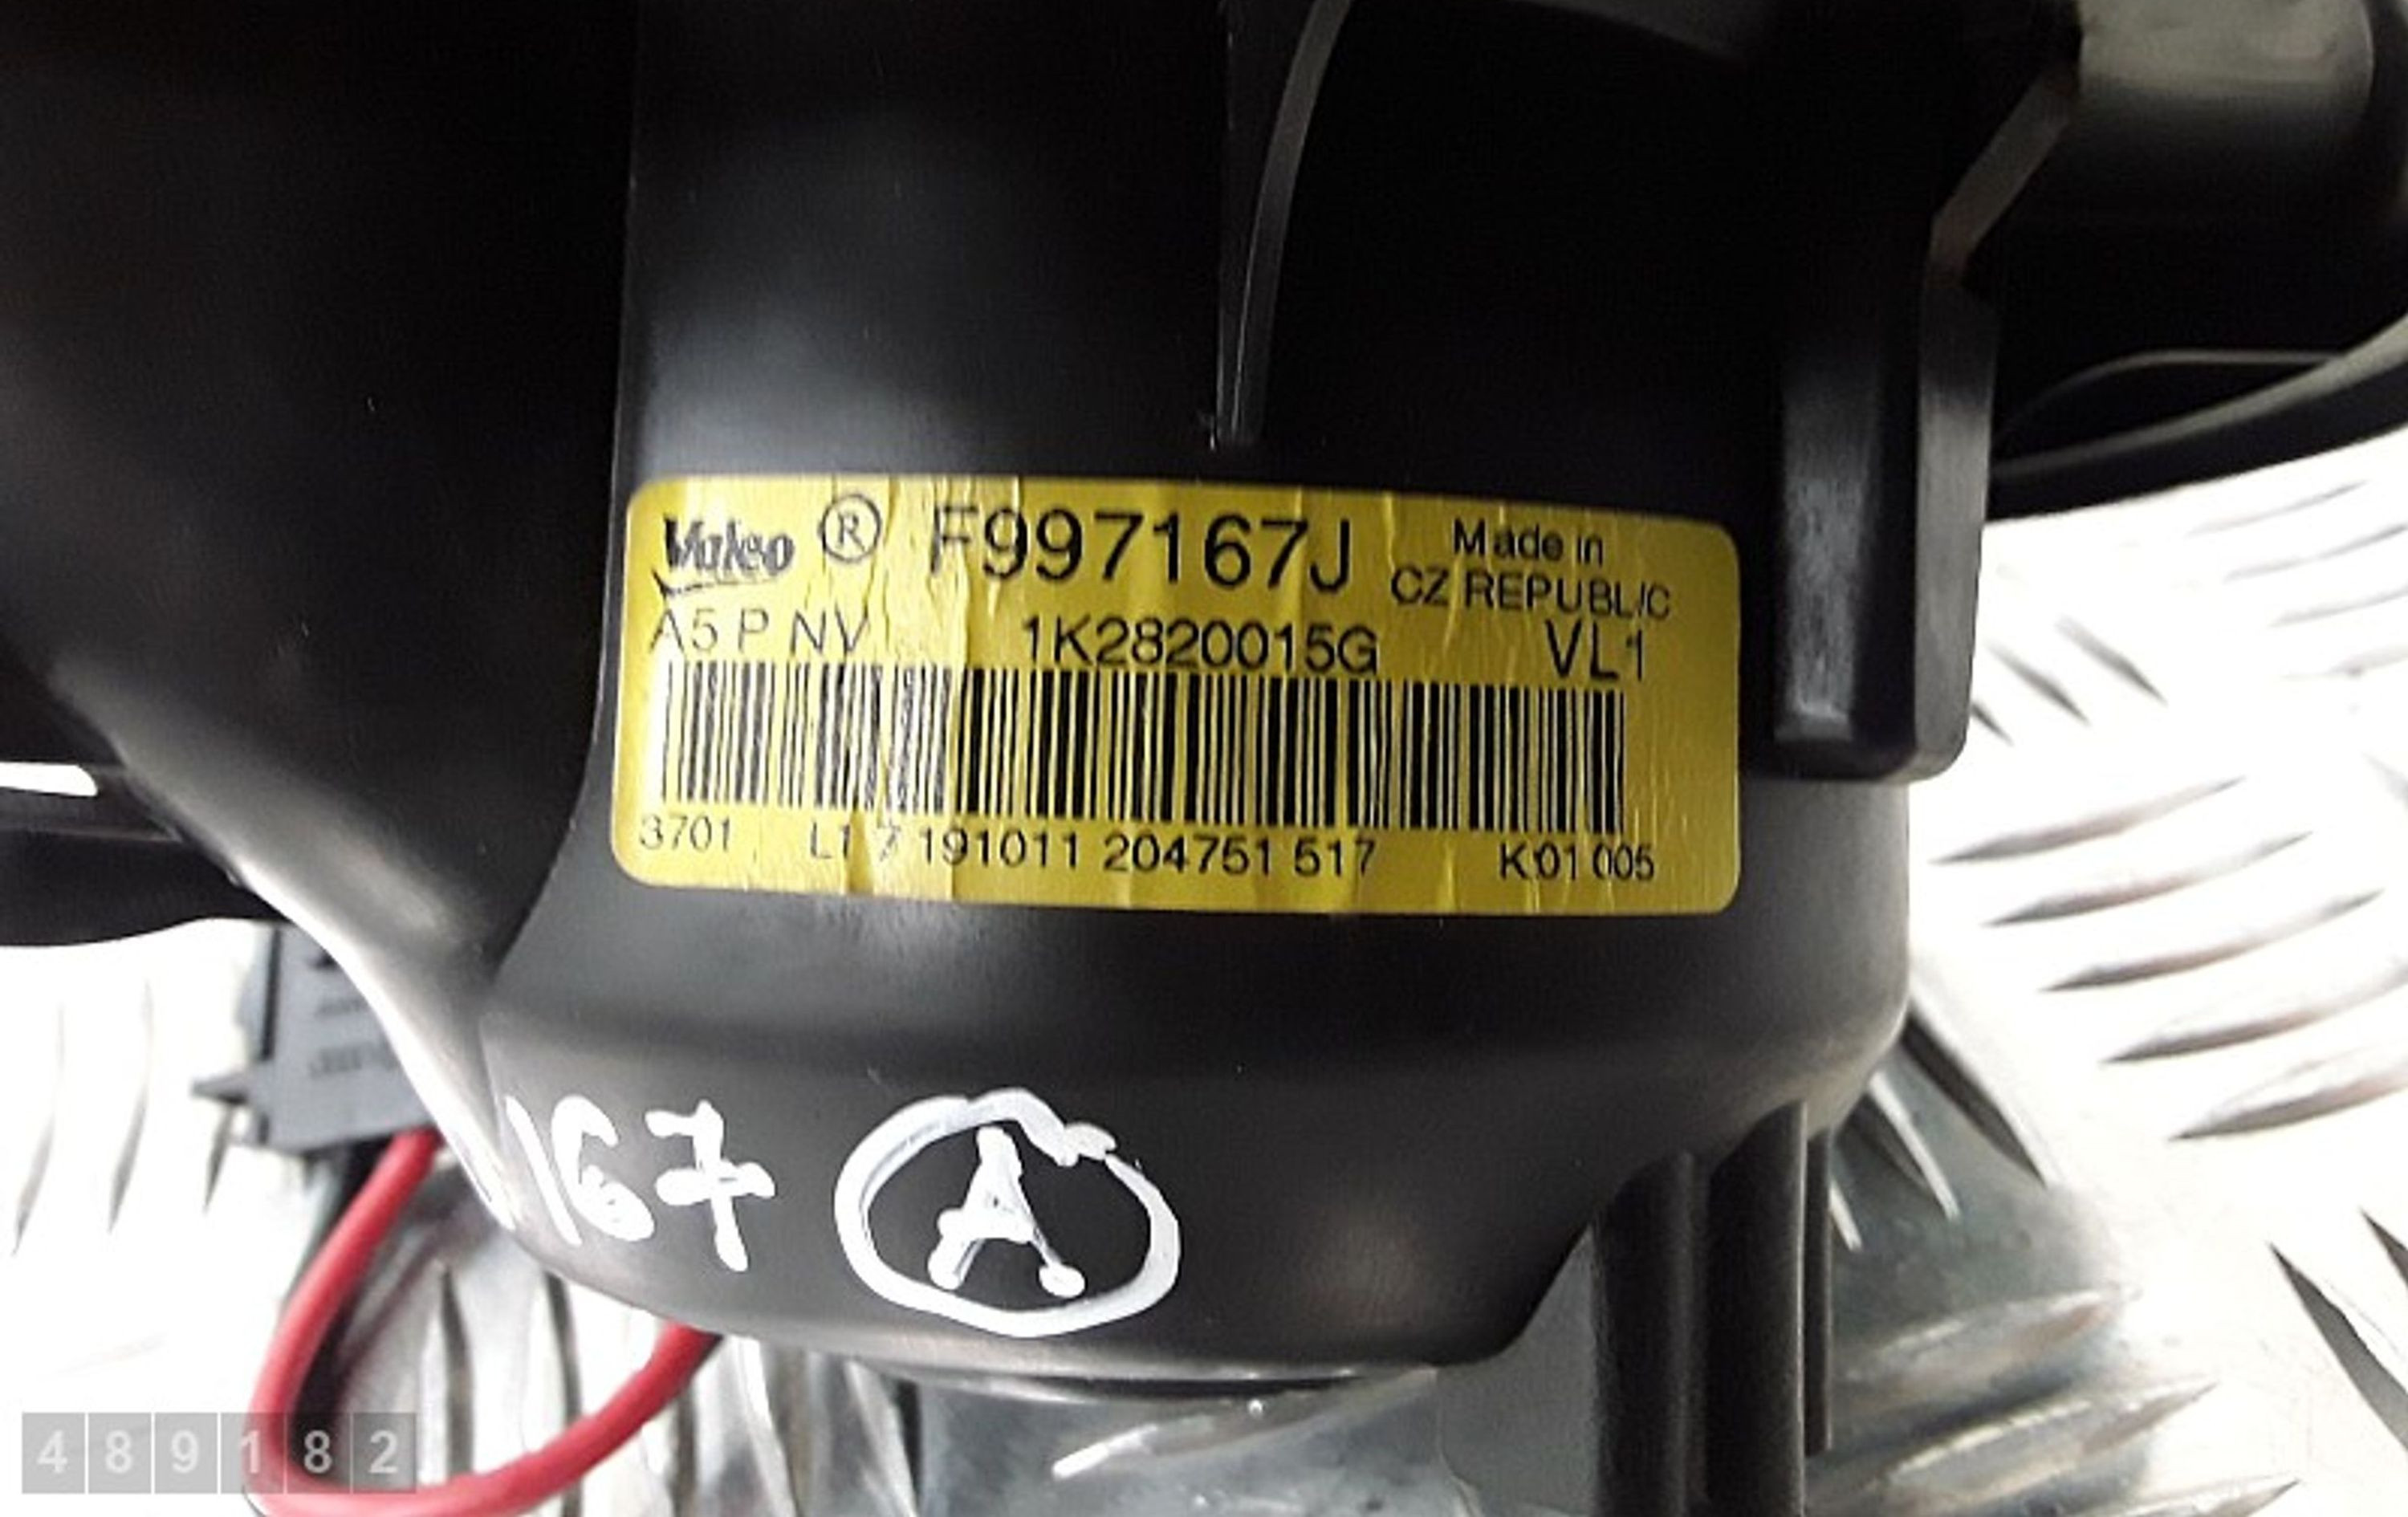 Valeo ® F997167J Made in
CZ REPUBLIC
A5 P NV 1K2820015G VL1
3701 L1 7 191011 204751 517 K01 005
167 A
489182